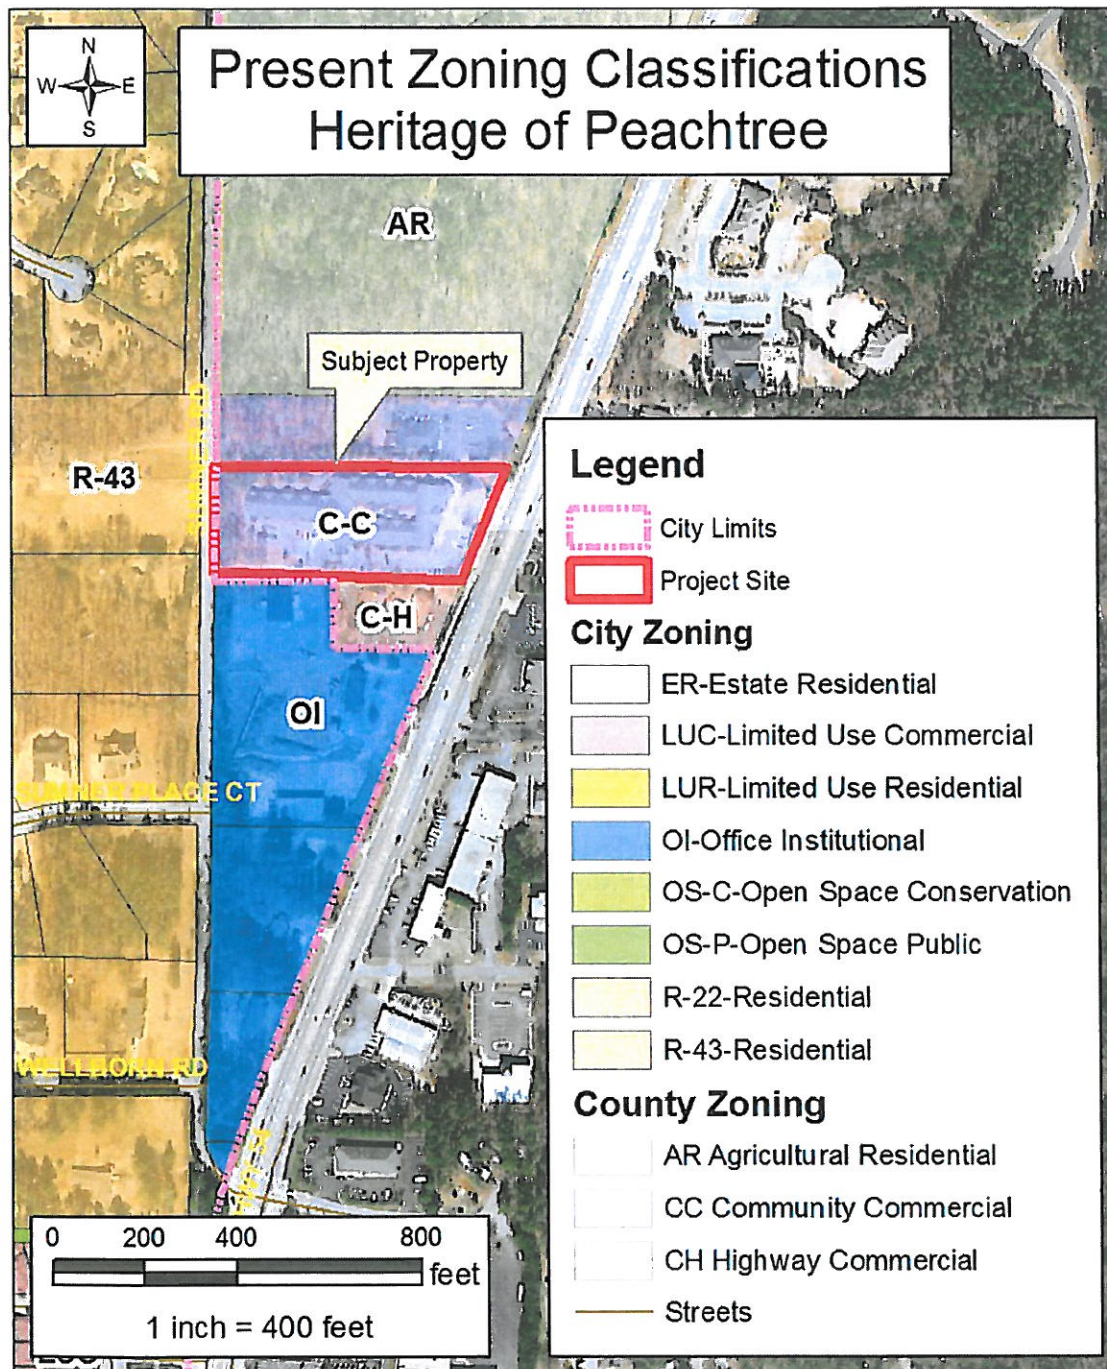 N
W E
S
Present Zoning Classifications
Heritage of Peachtree
AR
Subject Property
SUMNER RD
R-43
C-C
C-H
OI
SUMNER PLACE CT
WELLBORN RD
Legend
City Limits
Project Site
City Zoning
ER-Estate Residential
LUC-Limited Use Commercial
LUR-Limited Use Residential
OI-Office Institutional
OS-C-Open Space Conservation
OS-P-Open Space Public
R-22-Residential
R-43-Residential
County Zoning
AR Agricultural Residential
CC Community Commercial
CH Highway Commercial
Streets
0 200 400 800
feet
1 inch = 400 feet